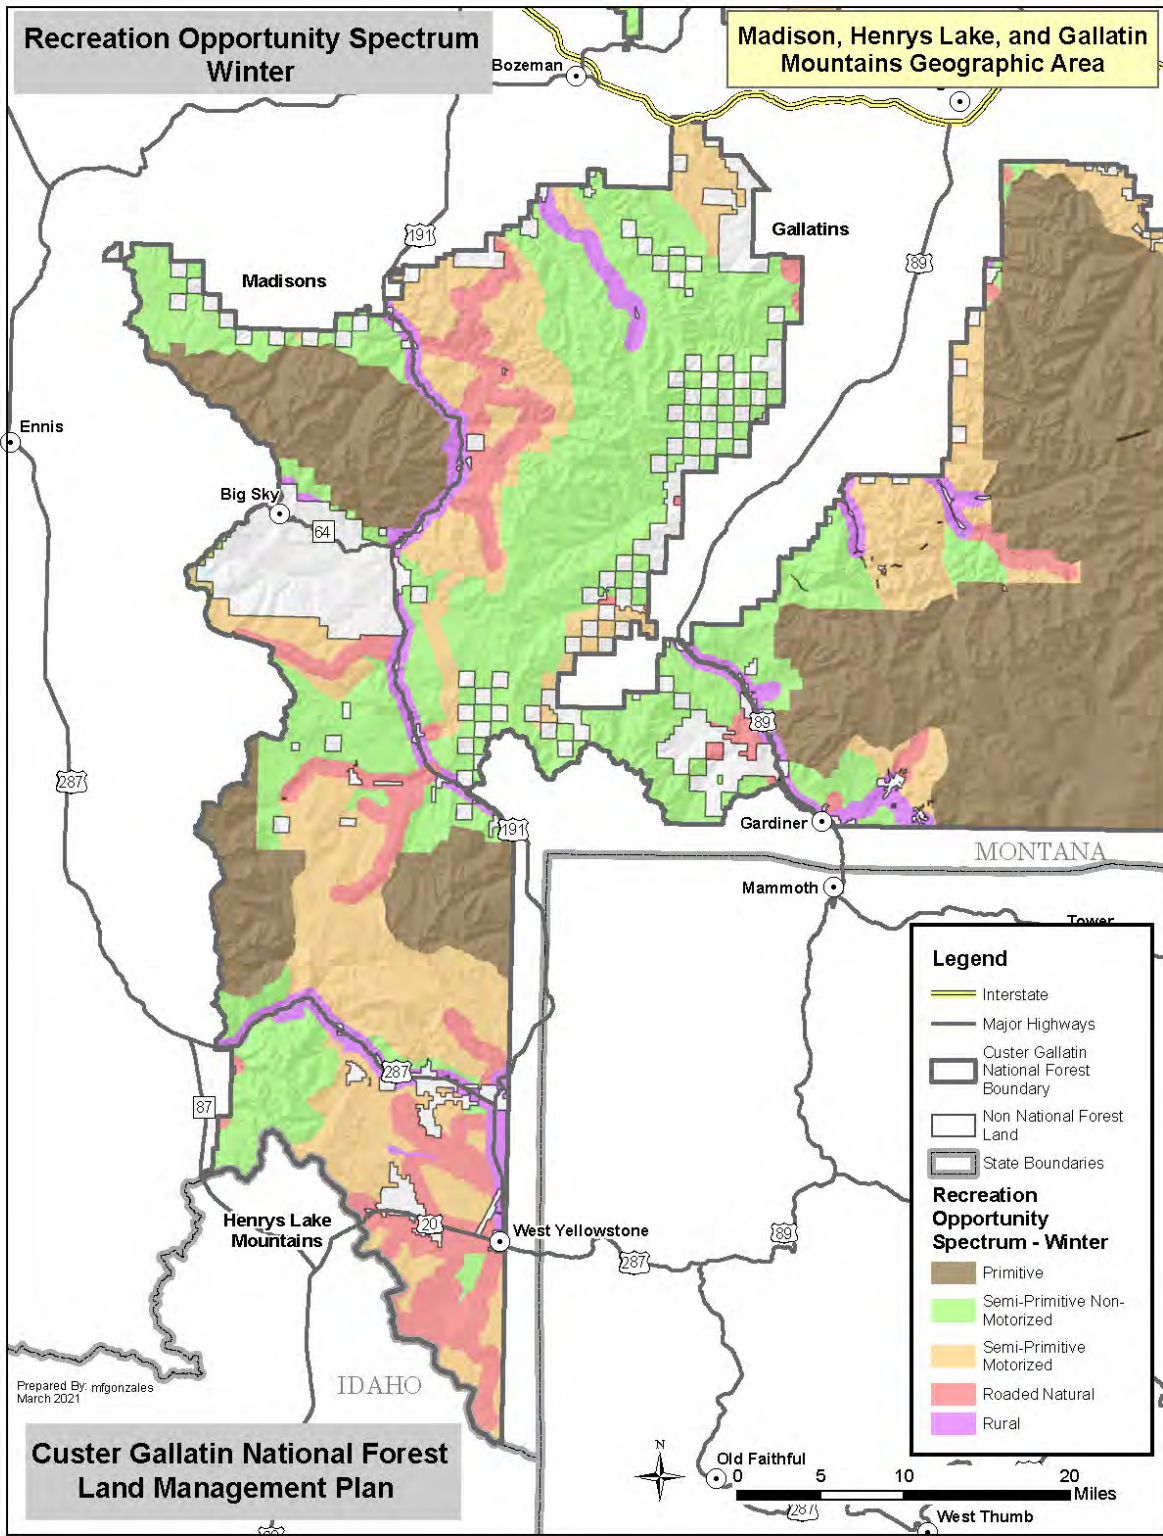 Recreation Opportunity Spectrum
Winter
Madison, Henrys Lake, and Gallatin
Mountains Geographic Area
Bozeman
191
Gallatins
89
Madisons
Ennis
Big Sky
64
287
89
191
Gardiner
MONTANA
Mammoth
Tower
287
87
Henrys Lake
Mountains
20
West Yellowstone
89
287
IDAHO
Prepared By: mfgonzales
March 2021
Custer Gallatin National Forest
Land Management Plan
Legend
Interstate
Major Highways
Custer Gallatin
National Forest
Boundary
Non National Forest
Land
State Boundaries
Recreation
Opportunity
Spectrum - Winter
Primitive
Semi-Primitive Non-
Motorized
Semi-Primitive
Motorized
Roaded Natural
Rural
N
Old Faithful
0 5 10 20
Miles
287
West Thumb